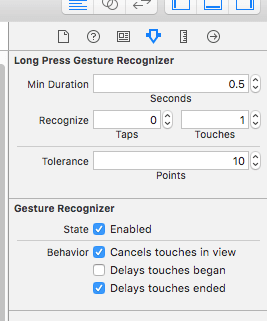 Long Press Gesture Recognizer
Min Duration 0.5
Seconds
Recognize 0 1
Taps Touches
Tolerance 10
Points
Gesture Recognizer
State Enabled
Behavior Cancels touches in view
Delays touches began
Delays touches ended